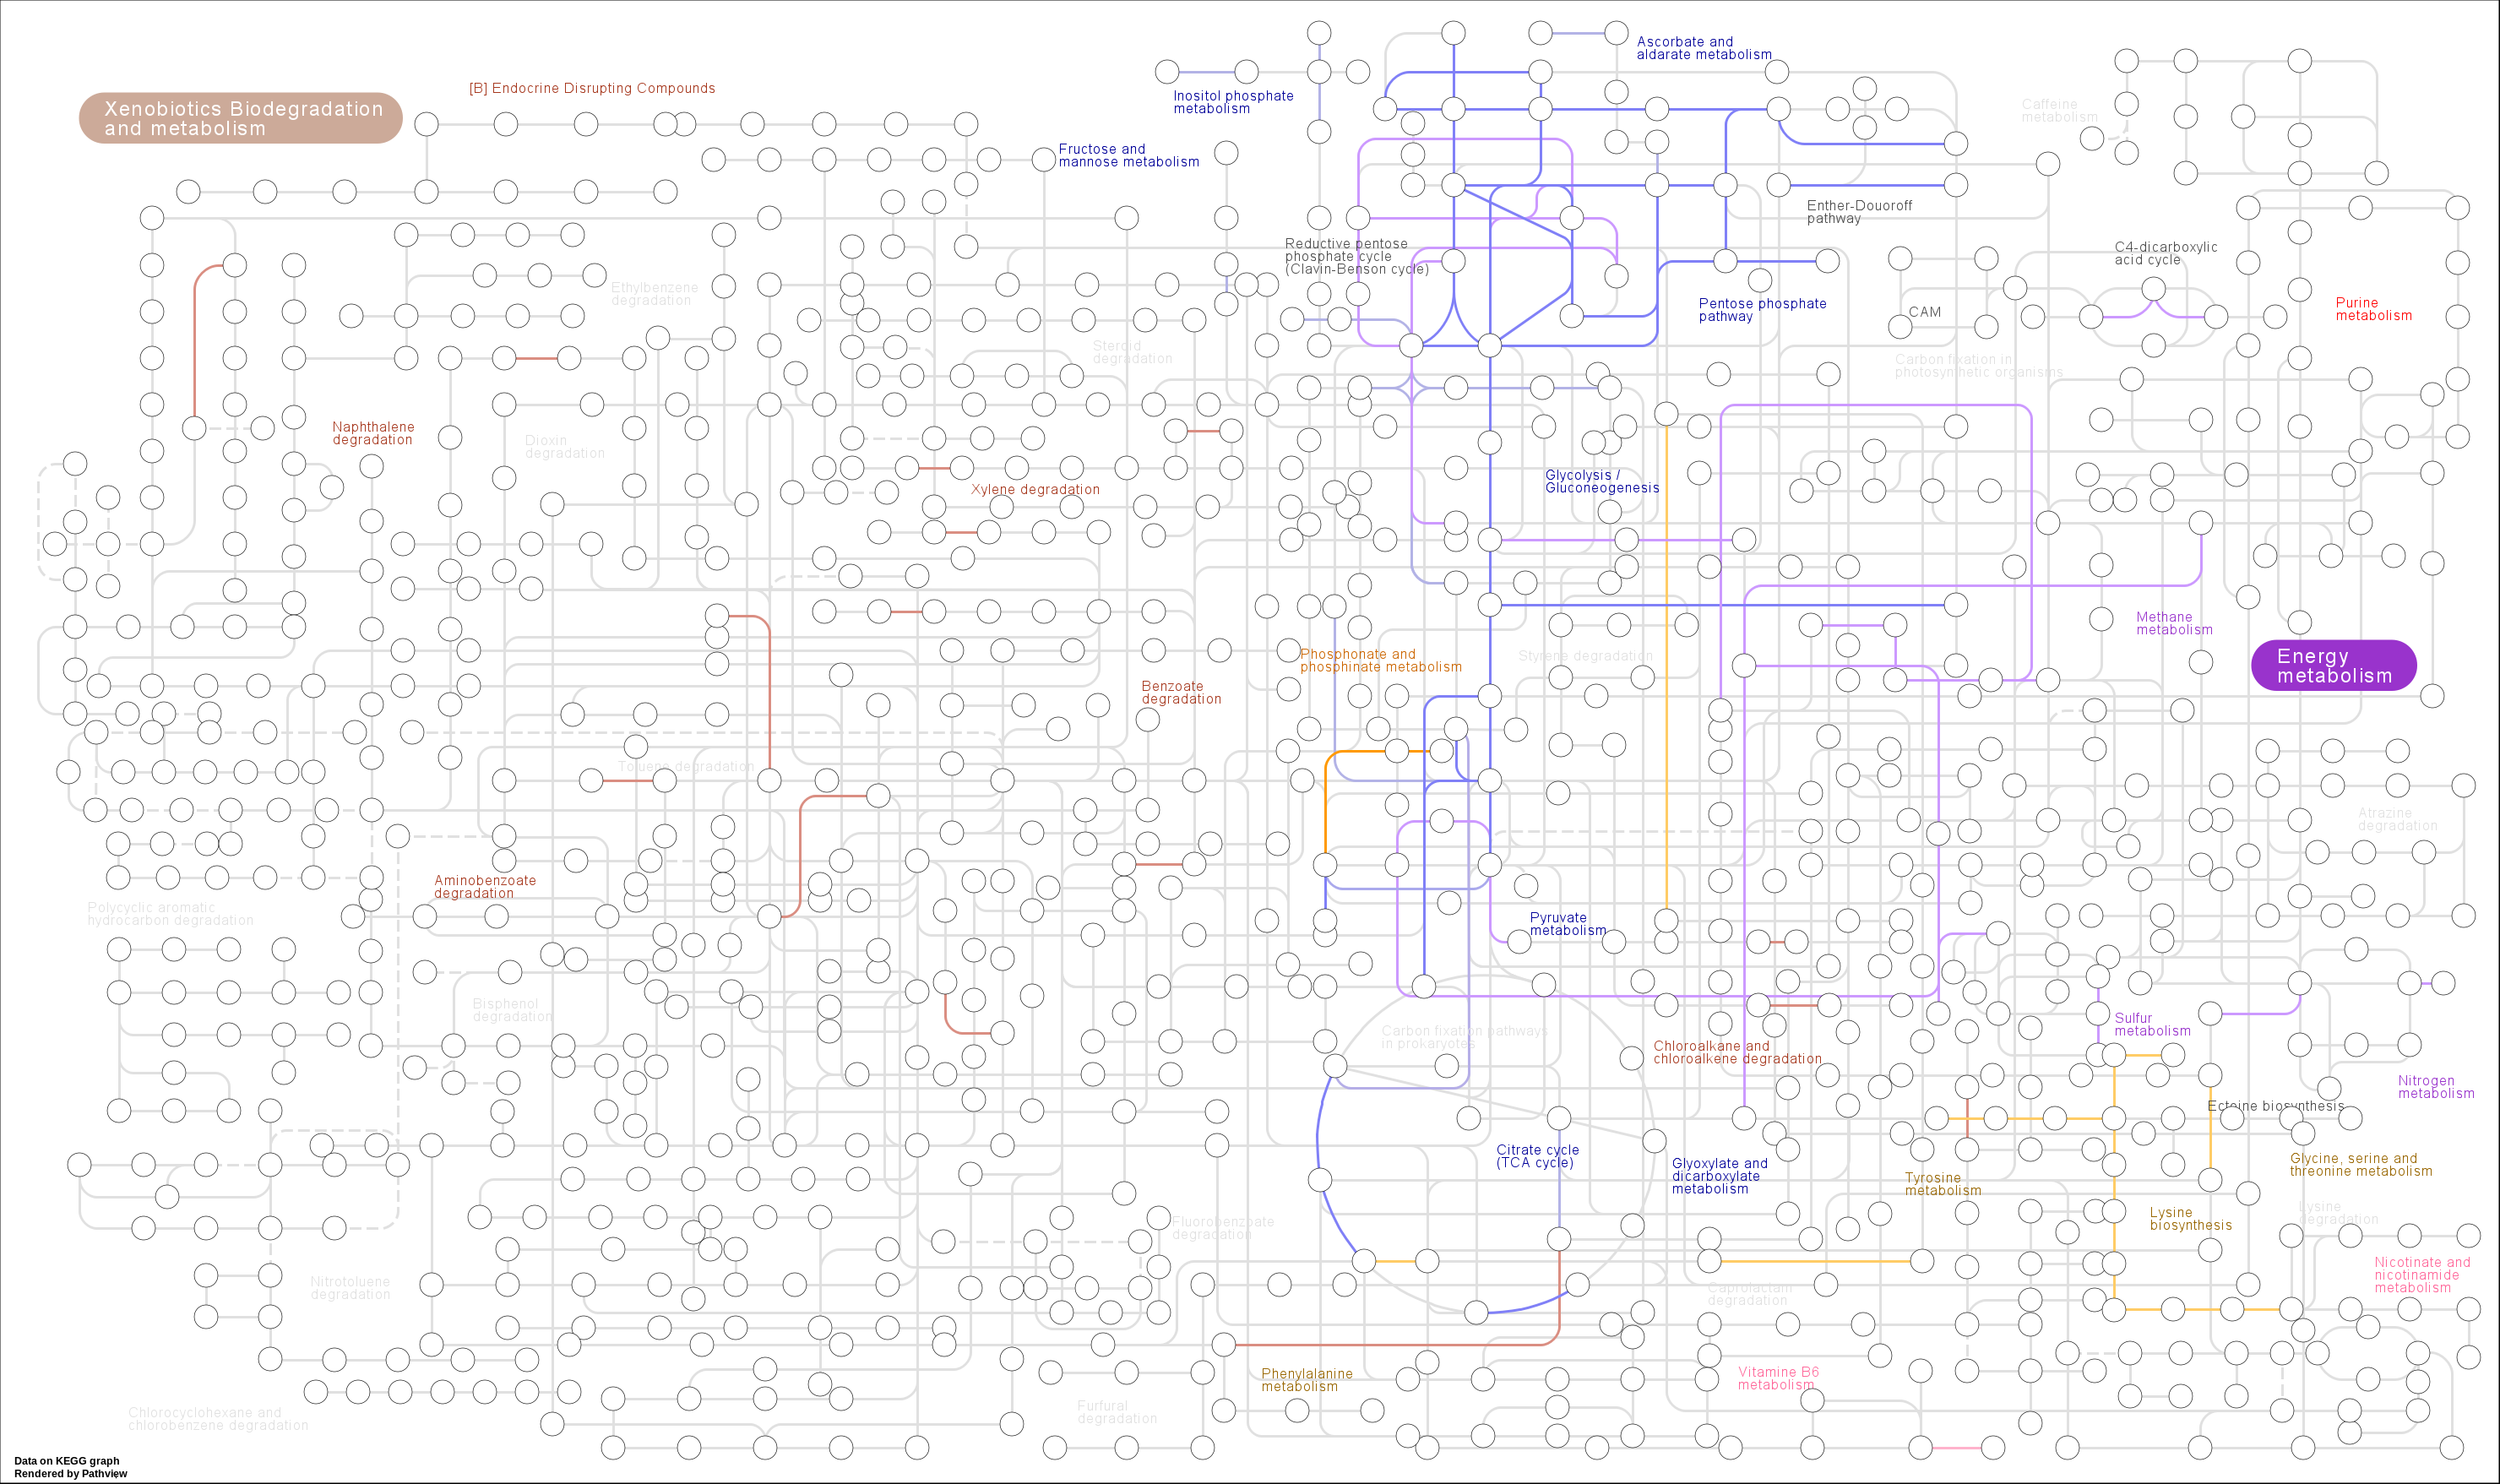 Ascorbate and
aldarate metabolism
[B] Endocrine Disrupting Compounds
Inositol phosphate
metabolism
Xenobiotics Biodegradation
and metabolism
Caffeine
metabolism
Fructose and
mannose metabolism
Enther-Douoroff
pathway
Reductive pentose
phosphate cycle
(Clavin-Benson cycle)
C4-dicarboxylic
acid cycle
Ethylbenzene
degradation
Pentose phosphate
pathway
CAM
Purine
metabolism
Steroid
degradation
Carbon fixation in
photosynthetic organisms
Naphthalene
degradation
Dioxin
degradation
Glycolysis /
Gluconeogenesis
Xylene degradation
Methane
metabolism
Phosphonate and
phosphinate metabolism
Styrene degradation
Energy
metabolism
Benzoate
degradation
Toluene degradation
Atrazine
degradation
Aminobenzoate
degradation
Polycyclic aromatic
hydrocarbon degradation
Pyruvate
metabolism
Bisphenol
degradation
Carbon fixation pathways
in prokaryotes
Sulfur
metabolism
Chloroalkane and
chloroalkene degradation
Nitrogen
metabolism
Ectoine biosynthesis
Citrate cycle
(TCA cycle)
Glyoxylate and
dicarboxylate
metabolism
Glycine, serine and
threonine metabolism
Tyrosine
metabolism
Lysine
biosynthesis
Lysine
degradation
Fluorobenzoate
degradation
Nitrotoluene
degradation
Caprolactam
degradation
Nicotinate and
nicotinamide
metabolism
Phenylalanine
metabolism
Vitamine B6
metabolism
Chlorocyclohexane and
chlorobenzene degradation
Furfural
degradation
Data on KEGG graph
Rendered by Pathview